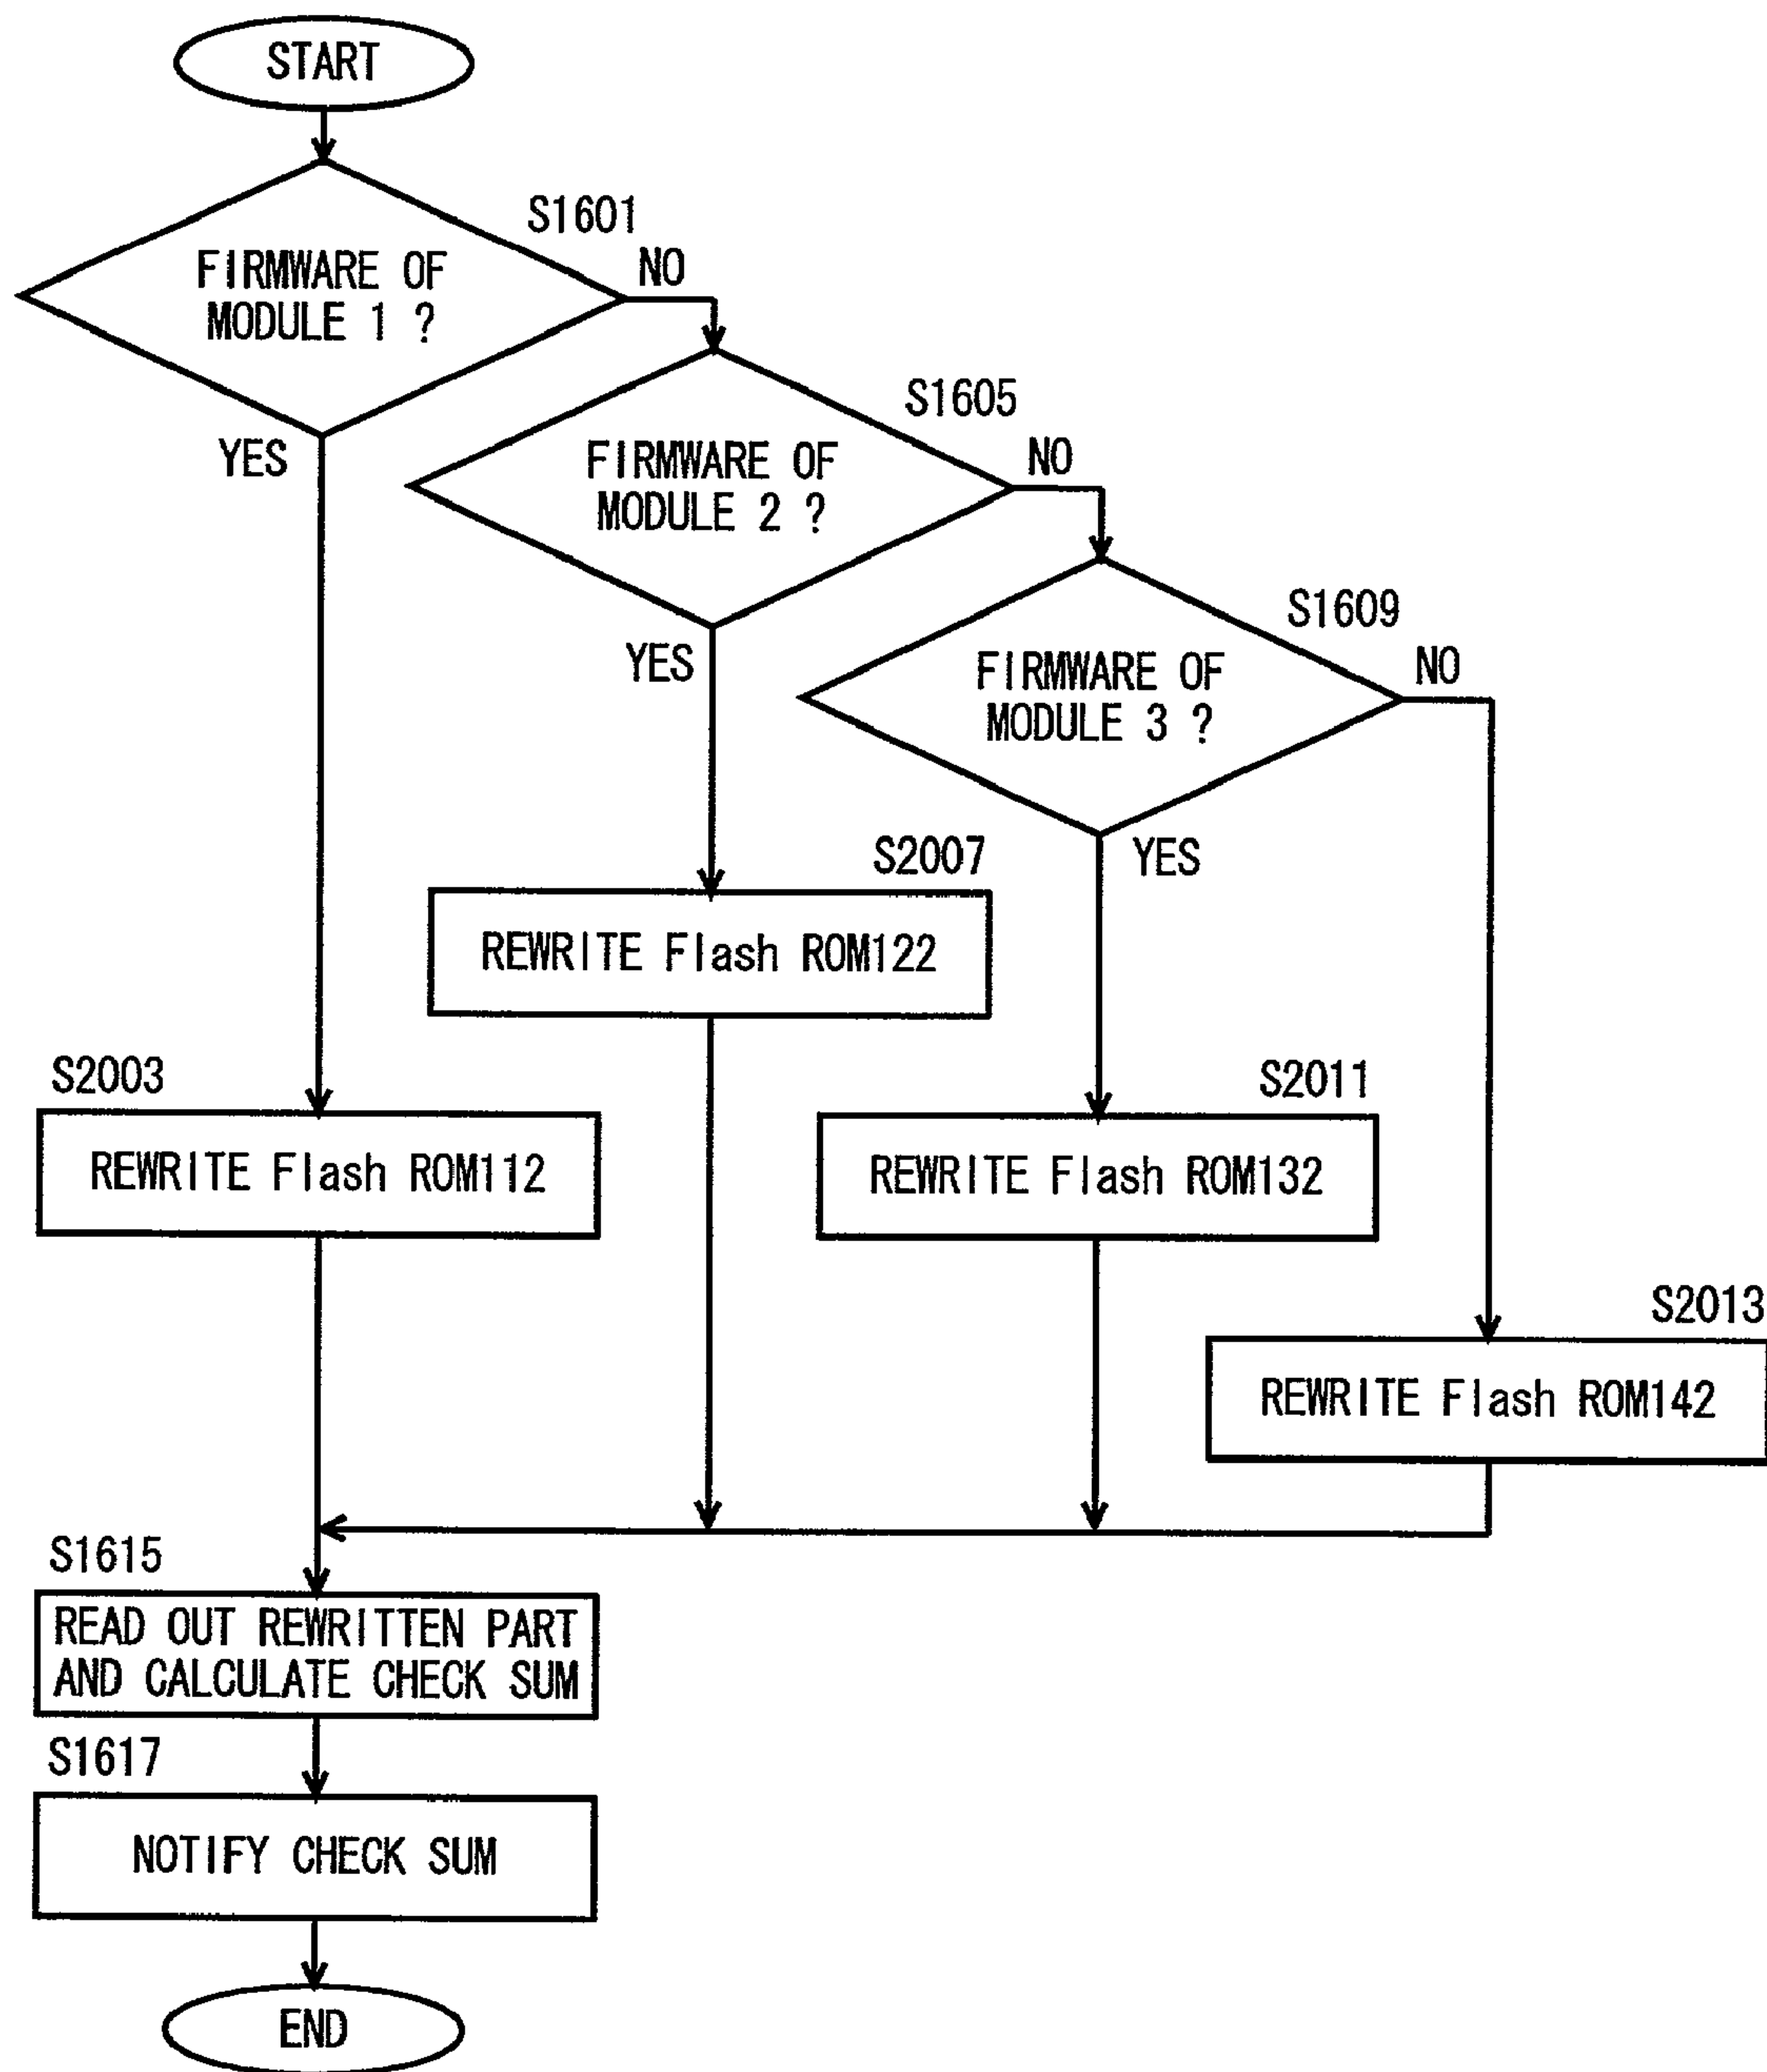 START
S1601
FIRMWARE OF
MODULE 1 ?
NO
YES
S1605
FIRMWARE OF
MODULE 2 ?
NO
YES
S1609
FIRMWARE OF
MODULE 3 ?
NO
YES
S2007
REWRITE Flash ROM122
S2003
REWRITE Flash ROM112
S2011
REWRITE Flash ROM132
S2013
REWRITE Flash ROM142
S1615
READ OUT REWRITTEN PART
AND CALCULATE CHECK SUM
S1617
NOTIFY CHECK SUM
END